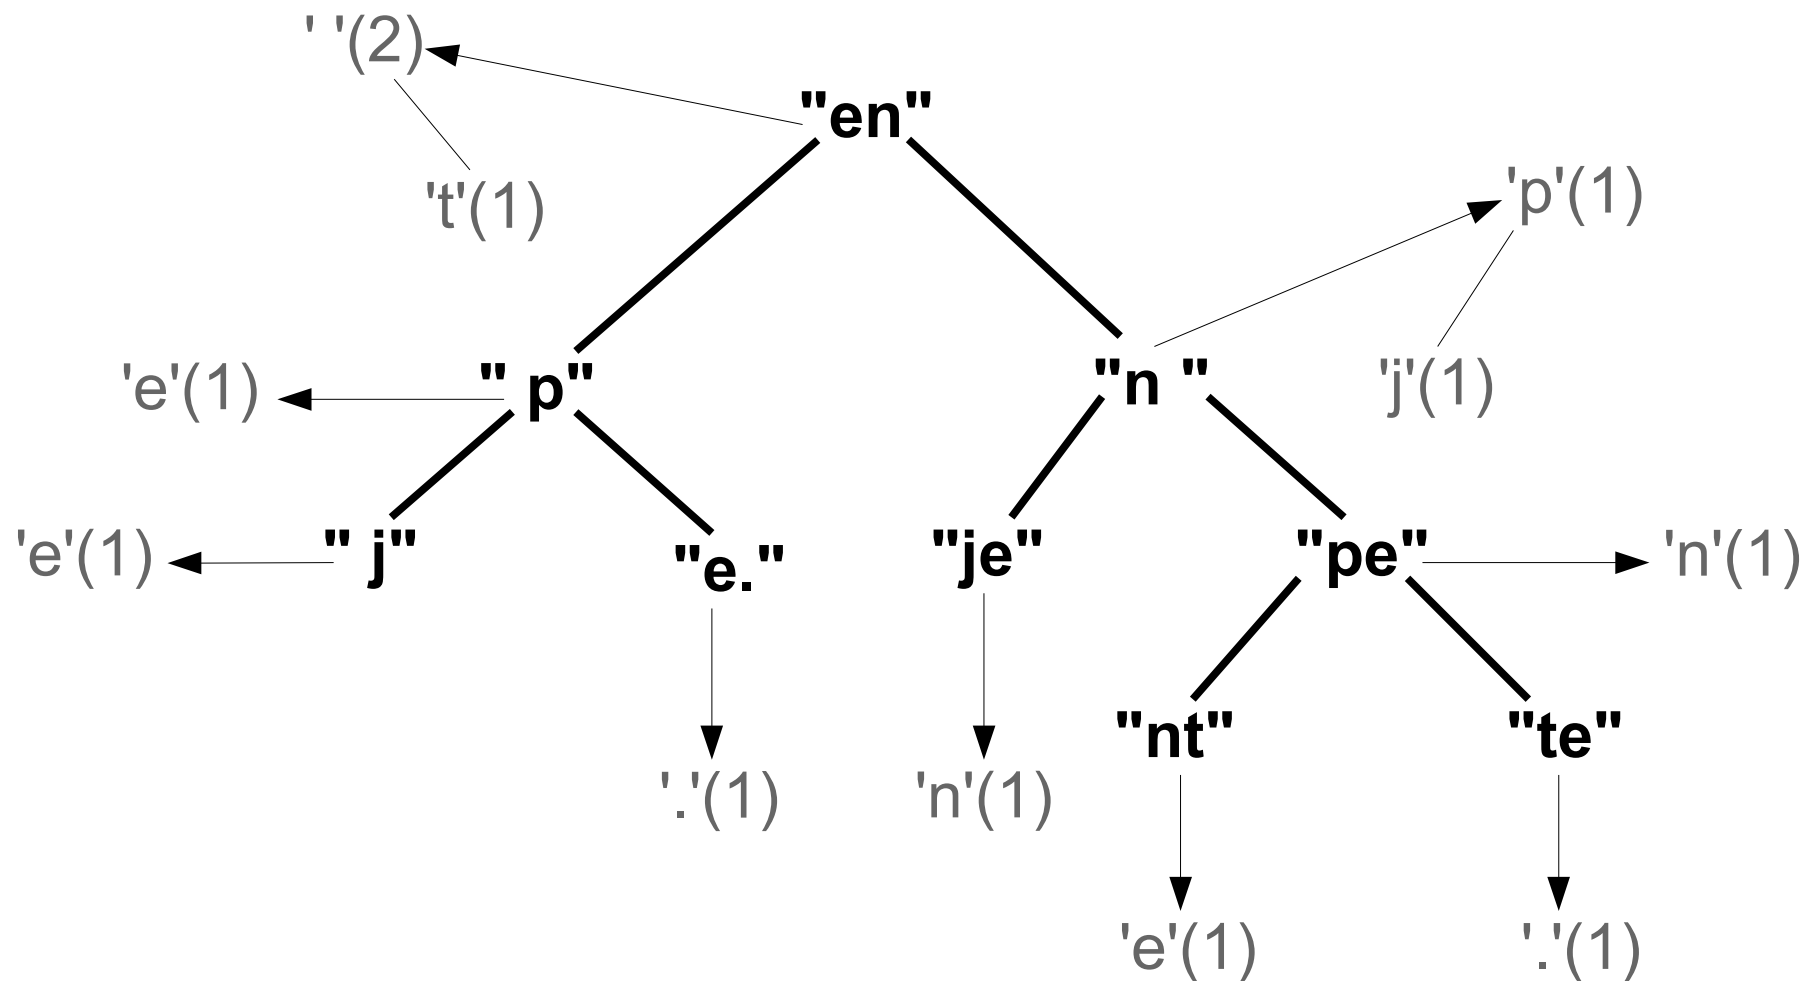 ' '(2)
"en"
't'(1)
'p'(1)
'e'(1)
" p"
"n "
'j'(1)
'e'(1)
" j"
"e."
"je"
"pe"
'n'(1)
"nt"
"te"
'.'(1)
'n'(1)
'e'(1)
'.'(1)